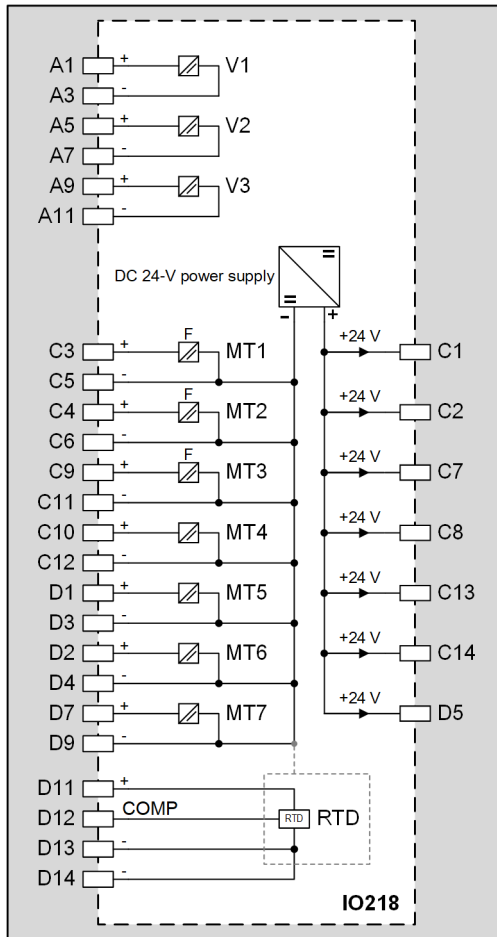 A1 + V1
A3 -
A5 + V2
A7 -
A9 + V3
A11 -
DC 24-V power supply
- +
C3 + F MT1 +24 V C1
C5 -
C4 + F MT2 +24 V C2
C6 -
C9 + F MT3 +24 V C7
C11 -
C10 + MT4 +24 V C8
C12 -
D1 + MT5 +24 V C13
D3 -
D2 + MT6 +24 V C14
D4 -
D7 + MT7 +24 V D5
D9 -
D11 +
D12 COMP RTD RTD
D13 -
D14 -
IO218